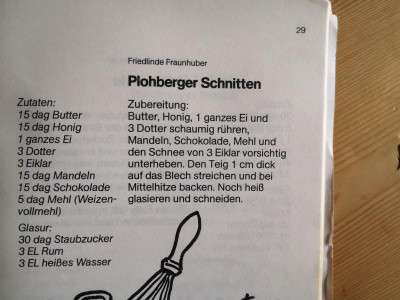 29
Friedlinde Fraunhuber
Plohberger Schnitten
Zutaten:
15 dag Butter
15 dag Honig
1 ganzes Ei
3 Dotter
3 Eiklar
15 dag Mandeln
15 dag Schokolade
5 dag Mehl (Weizen-
vollmehl)
Glasur:
30 dag Staubzucker
3 EL Rum
3 EL heißes Wasser
Zubereitung:
Butter, Honig, 1 ganzes Ei und
3 Dotter schaumig rühren,
Mandeln, Schokolade, Mehl und
den Schnee von 3 Eiklar vorsichtig
unterheben. Den Teig 1 cm dick
auf das Blech streichen und bei
Mittelhitze backen. Noch heiß
glasieren und schneiden.